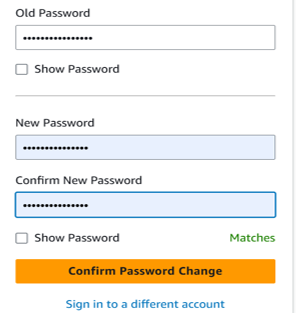 Old Password
••••••••••••••••
Show Password
New Password
•••••••••••••••
Confirm New Password
•••••••••••••••
Show Password Matches
Confirm Password Change
Sign in to a different account